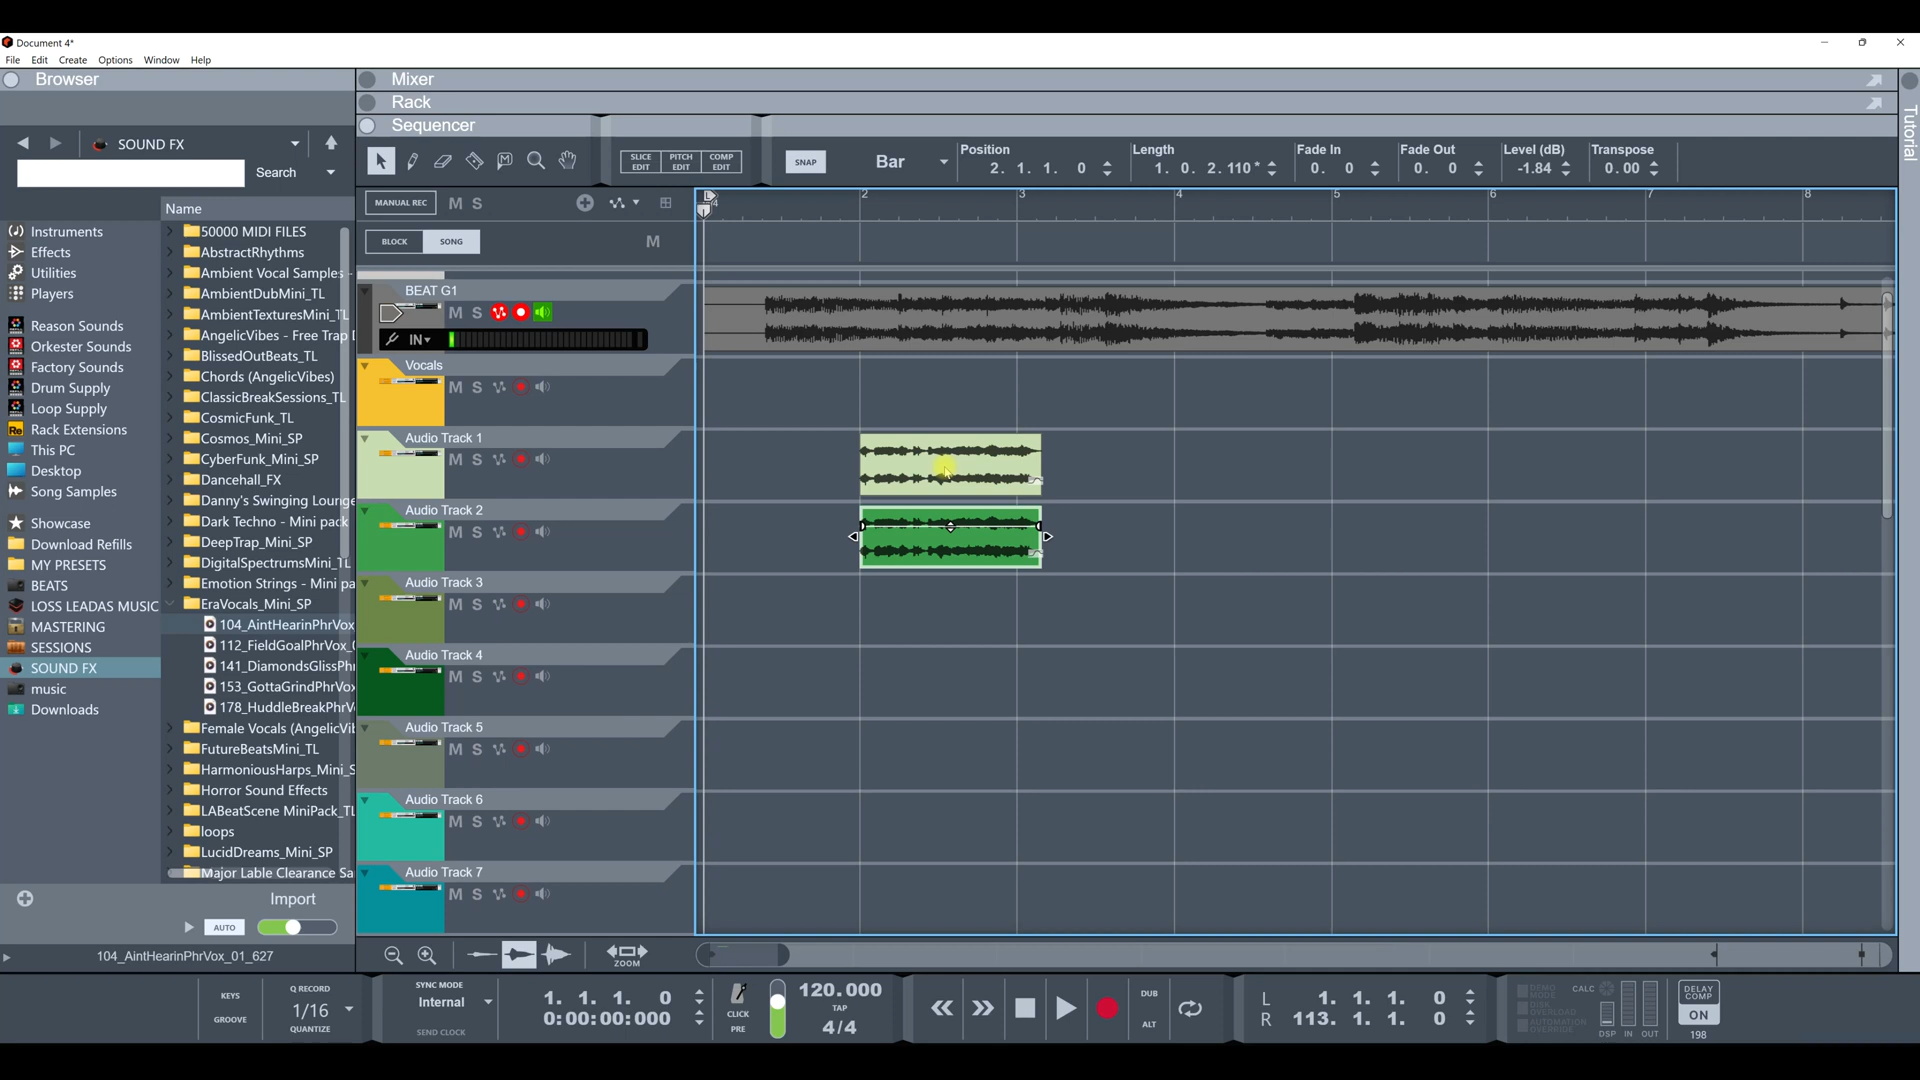 Document 4*
File Edit Create Options Window Help
Browser
Mixer
Rack
Sequencer
Tutorial
SOUND FX
Search
SLICE EDIT
PITCH EDIT
COMP EDIT
SNAP
Bar
Position
2. 1. 1. 0
Length
1. 0. 2. 110*
Fade In
0. 0
Fade Out
0. 0
Level (dB)
-1.84
Transpose
0.00
Name
Instruments
Effects
Utilities
Players
Reason Sounds
Orkester Sounds
Factory Sounds
Drum Supply
Loop Supply
Rack Extensions
This PC
Desktop
Song Samples
Showcase
Download Refills
MY PRESETS
BEATS
LOSS LEADAS MUSIC
MASTERING
SESSIONS
SOUND FX
music
Downloads
50000 MIDI FILES
AbstractRhythms
Ambient Vocal Samples -
AmbientDubMini_TL
AmbientTexturesMini_TL
AngelicVibes - Free Trap
BlissedOutBeats_TL
Chords (AngelicVibes)
ClassicBreakSessions_TL
CosmicFunk_TL
Cosmos_Mini_SP
CyberFunk_Mini_SP
Dancehall_FX
Danny's Swinging Lounge
Dark Techno - Mini pack
DeepTrap_Mini_SP
DigitalSpectrumsMini_TL
Emotion Strings - Mini pa
EraVocals_Mini_SP
104_AintHearinPhrVox
112_FieldGoalPhrVox_
141_DiamondsGlissPh
153_GottaGrindPhrVox
178_HuddleBreakPhrV
Female Vocals (AngelicVi
FutureBeatsMini_TL
HarmoniousHarps_Mini_S
Horror Sound Effects
LABeatScene MiniPack_TL
loops
LucidDreams_Mini_SP
Major Lable Clearance Sa
Import
AUTO
104_AintHearinPhrVox_01_627
MANUAL REC M S
BLOCK SONG M
2 3 4 5 6 7 8
BEAT G1
M S
IN
Vocals
M S
Audio Track 1
M S
Audio Track 2
M S
Audio Track 3
M S
Audio Track 4
M S
Audio Track 5
M S
Audio Track 6
M S
Audio Track 7
M S
ZOOM
KEYS
GROOVE
Q RECORD
1/16
QUANTIZE
SYNC MODE
Internal
SEND CLOCK
1. 1. 1. 0
0:00:00:000
CLICK
PRE
120.000
TAP
4/4
DUB
ALT
L 1. 1. 1. 0
R 113. 1. 1. 0
DEMO MODE
DISK OVERLOAD
AUTOMATION OVERRIDE
CALC
DSP IN OUT
DELAY COMP
ON
198